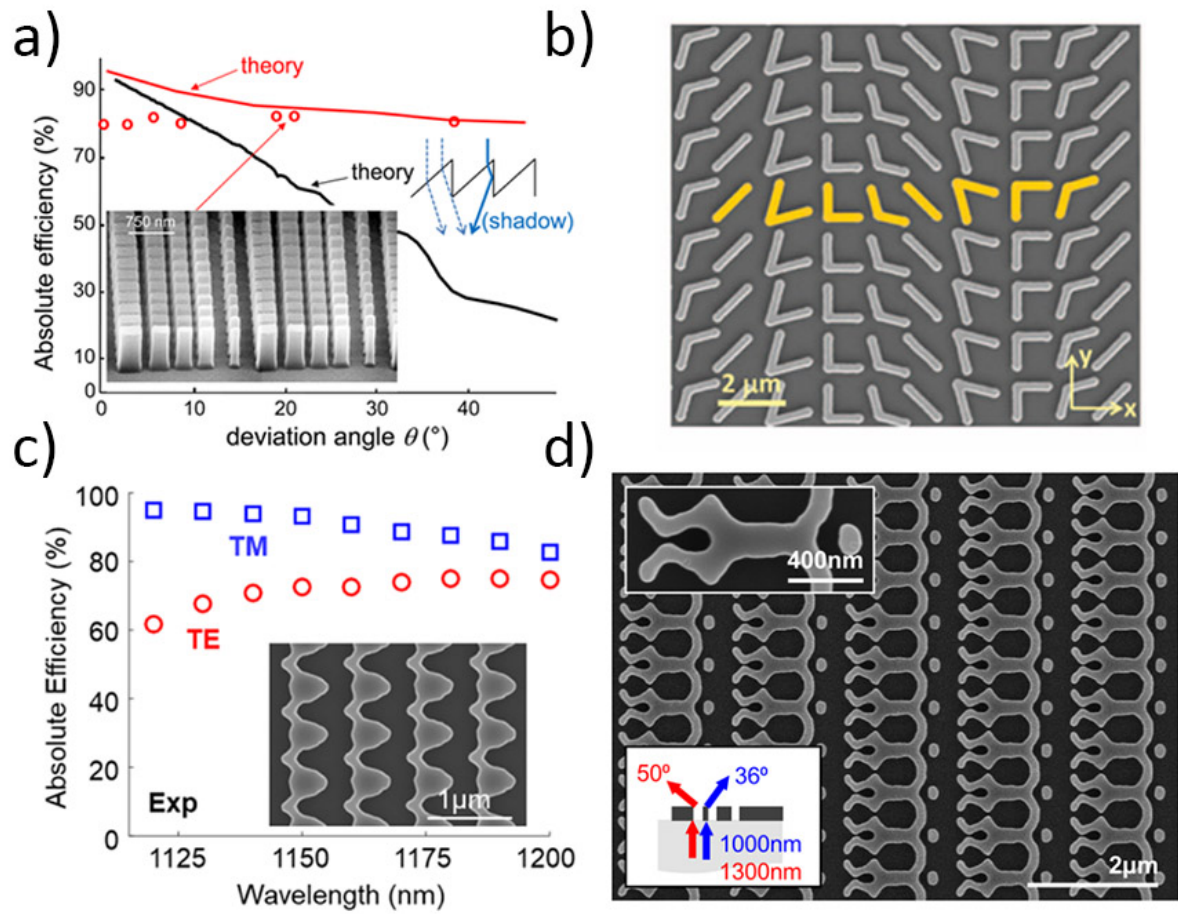 a)
90
70
50
30
10
0
Absolute efficiency (%)
theory
theory
(shadow)
750 nm
0
10
20
30
40
deviation angle θ (°)
b)
2 μm
y
x
c)
100
80
60
40
20
0
Absolute Efficiency (%)
TM
TE
Exp
1μm
1125
1150
1175
1200
Wavelength (nm)
d)
400nm
50º
36º
1000nm
1300nm
2μm